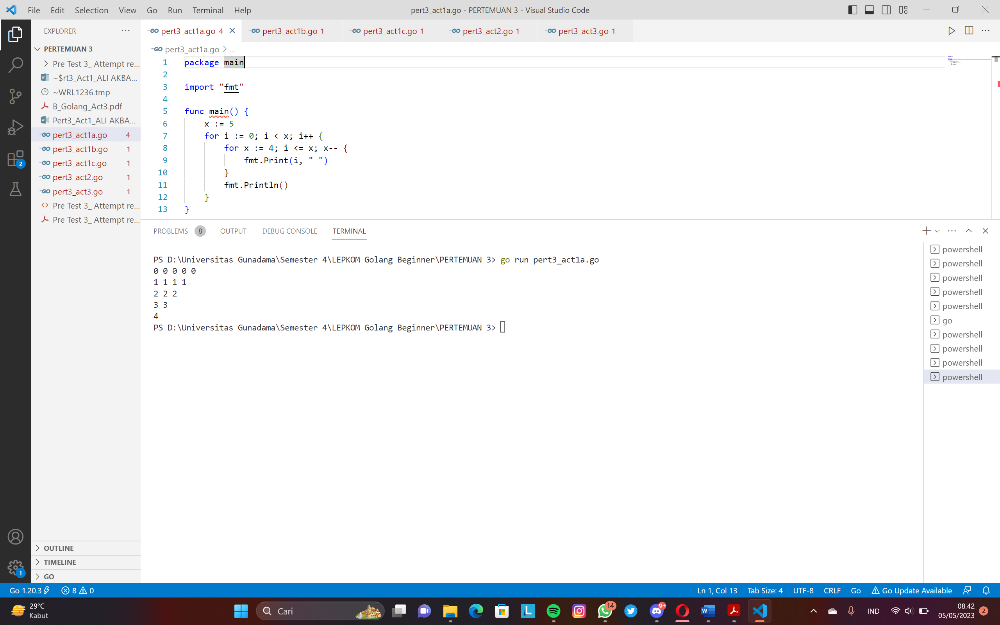 File Edit Selection View Go Run Terminal Help
pert3_act1a.go - PERTEMUAN 3 - Visual Studio Code
EXPLORER
PERTEMUAN 3
Pre Test 3_ Attempt re...
~$rt3_Act1_ALI AKBA...
~WRL1236.tmp
B_Golang_Act3.pdf
Pert3_Act1_ALI AKBA...
pert3_act1a.go 4
pert3_act1b.go 1
pert3_act1c.go 1
pert3_act2.go 1
pert3_act3.go 1
Pre Test 3_ Attempt re...
Pre Test 3_ Attempt re...
OUTLINE
TIMELINE
GO
2
1
GO pert3_act1a.go 4 GO pert3_act1b.go 1 GO pert3_act1c.go 1 GO pert3_act2.go 1 GO pert3_act3.go 1
GO pert3_act1a.go > ...
1 package main
2
3 import "fmt"
4
5 func main() {
6 x := 5
7 for i := 0; i < x; i++ {
8 for x := 4; i <= x; x-- {
9 fmt.Print(i, " ")
10 }
11 fmt.Println()
12 }
13 }
PROBLEMS 8 OUTPUT DEBUG CONSOLE TERMINAL
PS D:\Universitas Gunadama\Semester 4\LEPKOM Golang Beginner\PERTEMUAN 3> go run pert3_act1a.go
0 0 0 0 0
1 1 1 1
2 2 2
3 3
4
PS D:\Universitas Gunadama\Semester 4\LEPKOM Golang Beginner\PERTEMUAN 3>
powershell
powershell
powershell
powershell
powershell
go
powershell
powershell
powershell
powershell
Go 1.20.3 8 0 Ln 1, Col 13 Tab Size: 4 UTF-8 CRLF Go Go Update Available
29°C
Kabut
Cari
14
9+
IND
08.42
05/05/2023
2